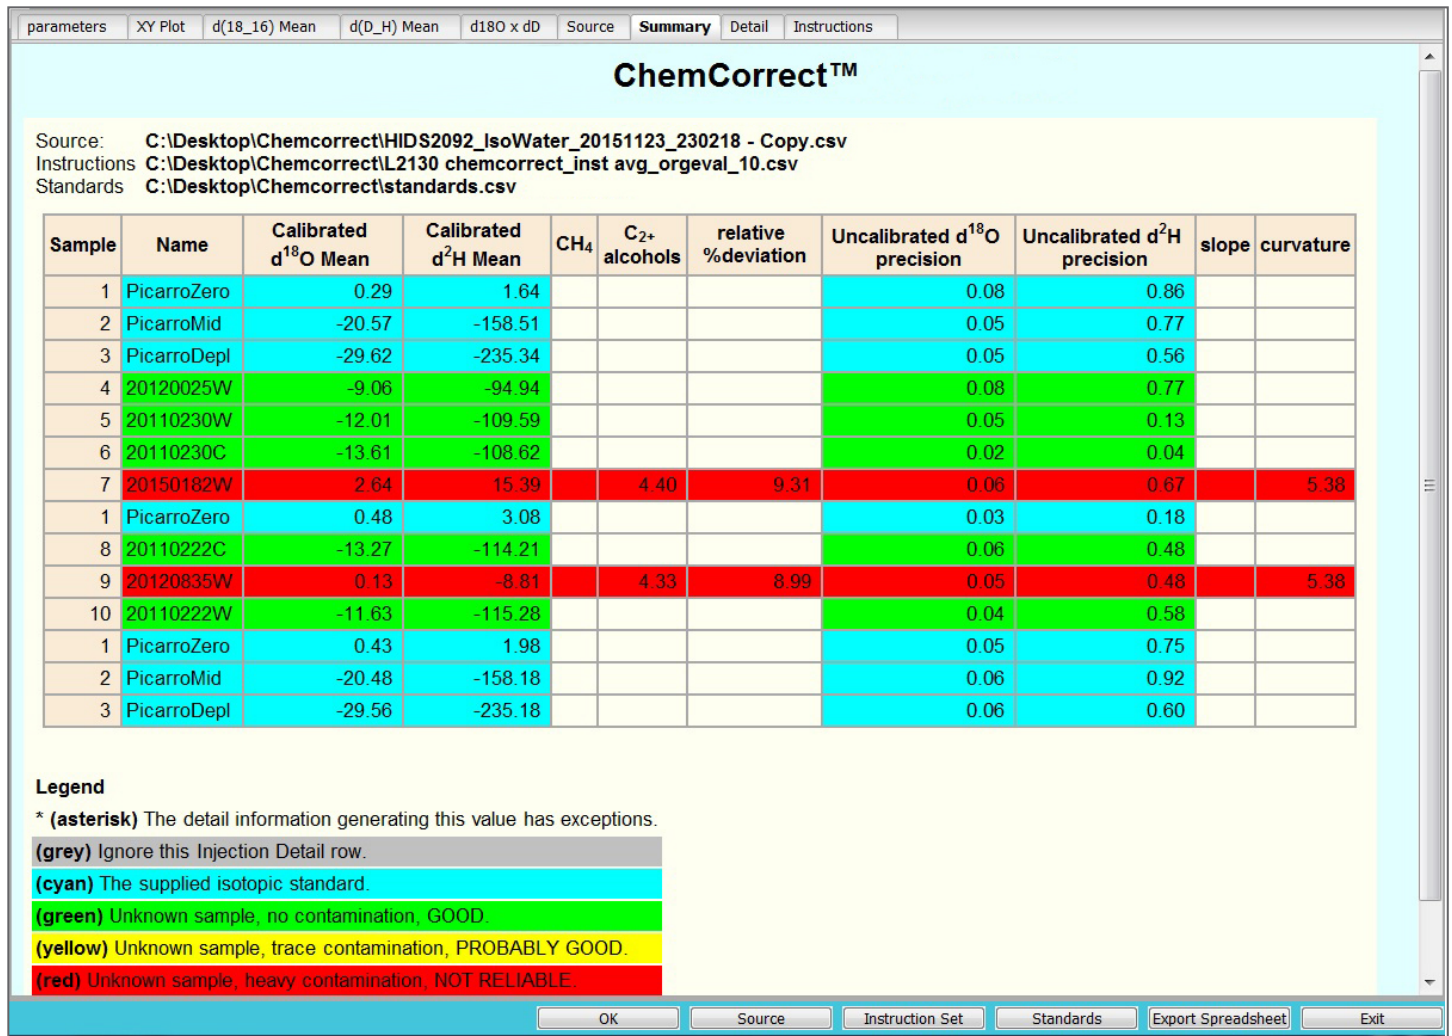 parameters XY Plot d(18_16) Mean d(D_H) Mean d18O x dD Source Summary Detail Instructions
ChemCorrect™
Source: C:\Desktop\Chemcorrect\HIDS2092_IsoWater_20151123_230218 - Copy.csv
Instructions C:\Desktop\Chemcorrect\L2130 chemcorrect_inst avg_orgeval_10.csv
Standards C:\Desktop\Chemcorrect\standards.csv
Sample Name Calibrated d18O Mean Calibrated d2H Mean CH4 C2+ alcohols relative %deviation Uncalibrated d18O precision Uncalibrated d2H precision slope curvature
1 PicarroZero 0.29 1.64 0.08 0.86
2 PicarroMid -20.57 -158.51 0.05 0.77
3 PicarroDepl -29.62 -235.34 0.05 0.56
4 20120025W -9.06 -94.94 0.08 0.77
5 20110230W -12.01 -109.59 0.05 0.13
6 20110230C -13.61 -108.62 0.02 0.04
7 20150182W 2.64 15.39 4.40 9.31 0.06 0.67 5.38
1 PicarroZero 0.48 3.08 0.03 0.18
8 20110222C -13.27 -114.21 0.06 0.48
9 20120835W 0.13 -8.81 4.33 8.99 0.05 0.48 5.38
10 20110222W -11.63 -115.28 0.04 0.58
1 PicarroZero 0.43 1.98 0.05 0.75
2 PicarroMid -20.48 -158.18 0.06 0.92
3 PicarroDepl -29.56 -235.18 0.06 0.60
Legend
* (asterisk) The detail information generating this value has exceptions.
(grey) Ignore this Injection Detail row.
(cyan) The supplied isotopic standard.
(green) Unknown sample, no contamination, GOOD.
(yellow) Unknown sample, trace contamination, PROBABLY GOOD.
(red) Unknown sample, heavy contamination, NOT RELIABLE.
OK Source Instruction Set Standards Export Spreadsheet Exit